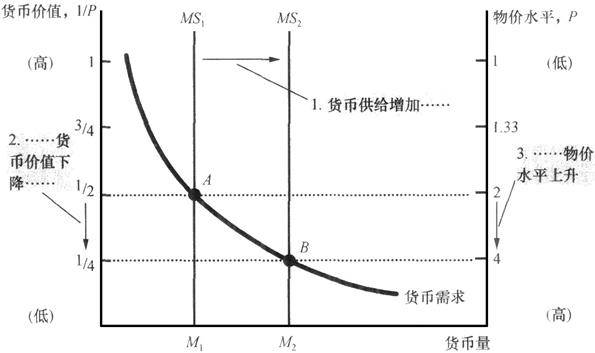 货币价值，1/P
MS₁
MS₂
物价水平，P
(高)
1
1
(低)
1. 货币供给增加……
3/4
1.33
2. ……货
币价值下
降……
3. ……物价
水平上升
1/2
A
2
B
1/4
4
货币需求
(低)
(高)
M₁
M₂
货币量